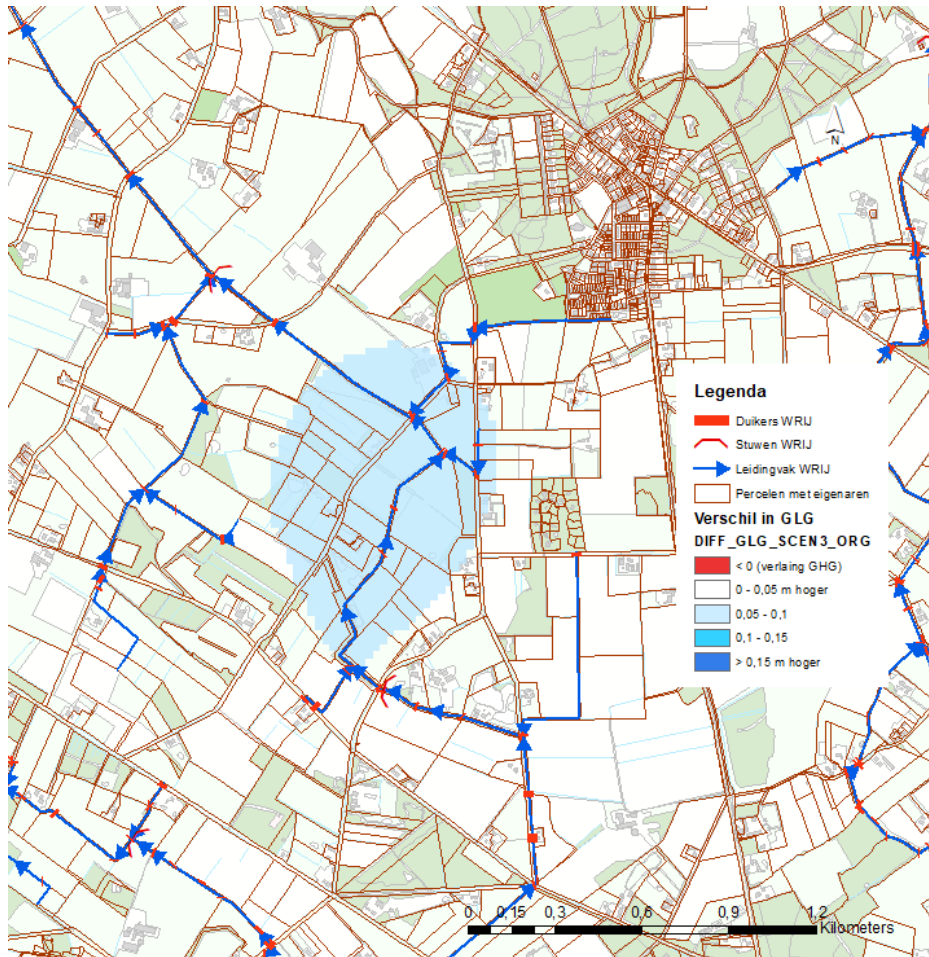 N
Legenda
Duikers WRIJ
Stuwen WRIJ
Leidingvak WRIJ
Percelen met eigenaren
Verschil in GLG
DIFF_GLG_SCEN3_ORG
< 0 (verlaing GHG)
0 - 0,05 m hoger
0,05 - 0,1
0,1 - 0,15
> 0,15 m hoger
0 0,15 0,3 0,6 0,9 1,2
Kilometers